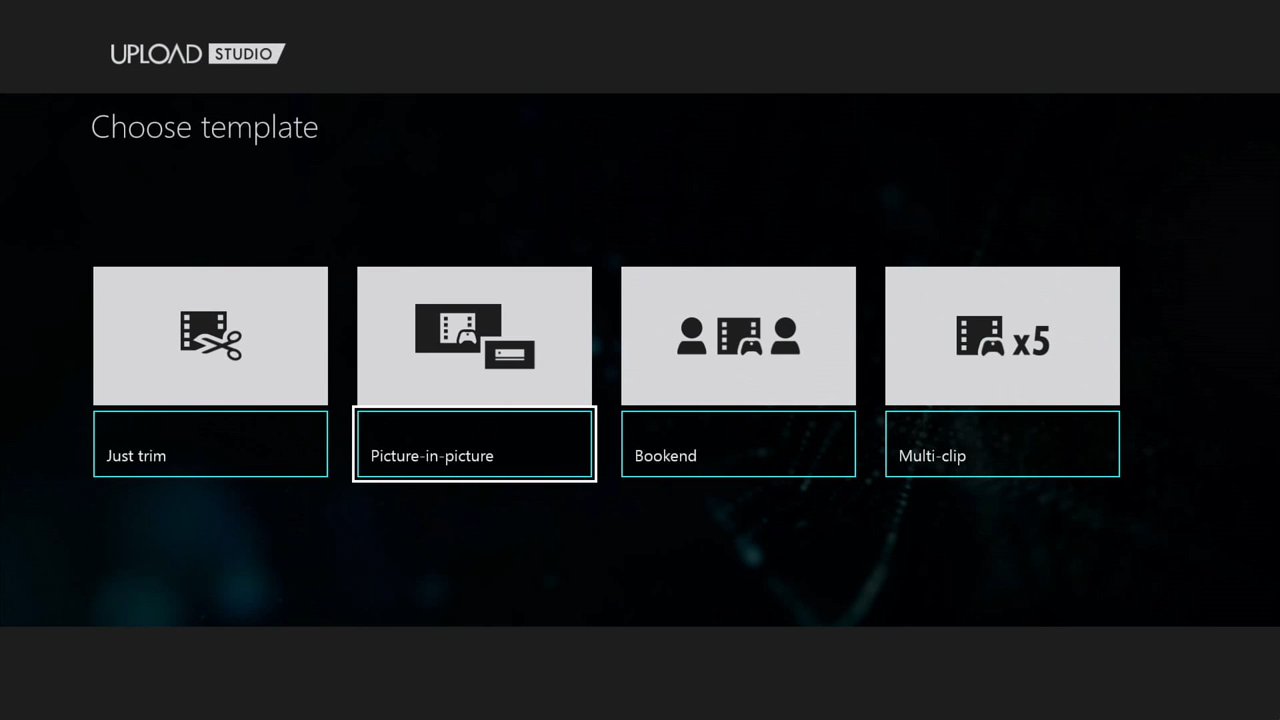 UPLOAD STUDIO
Choose template
x5
Just trim
Picture-in-picture
Bookend
Multi-clip